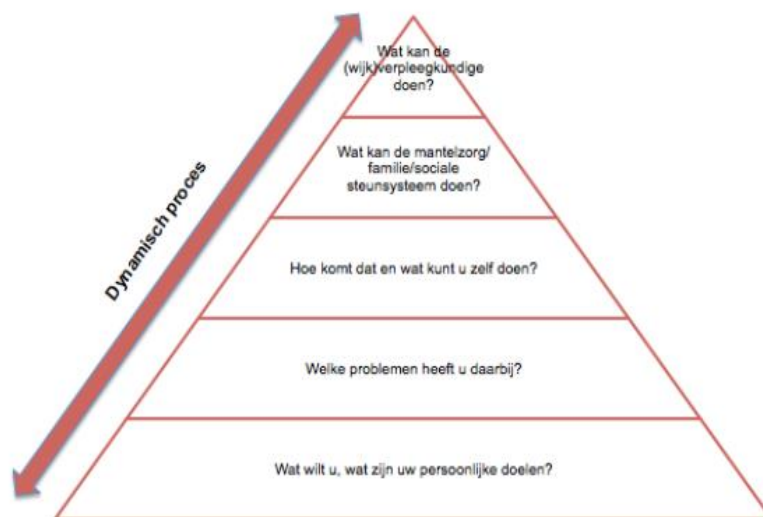 Wat kan de
(wijk)verpleegkundige
doen?
Wat kan de mantelzorg/
familie/sociale
steunsysteem doen?
Dynamisch proces
Hoe komt dat en wat kunt u zelf doen?
Welke problemen heeft u daarbij?
Wat wilt u, wat zijn uw persoonlijke doelen?